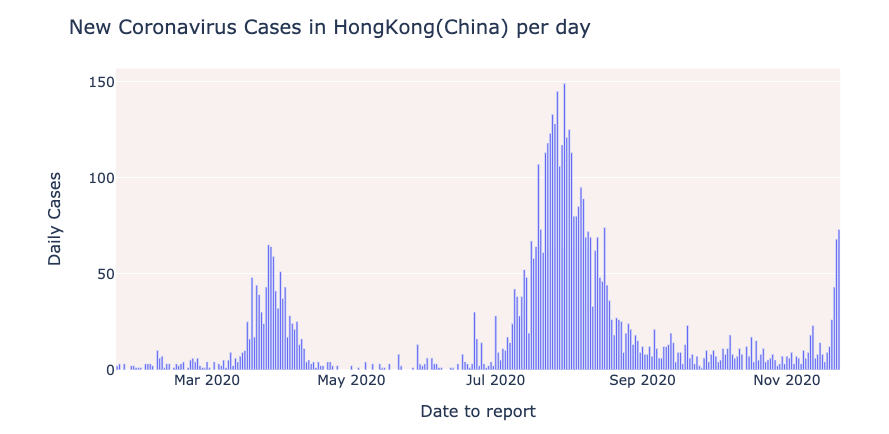 New Coronavirus Cases in HongKong(China) per day
150
100
50
0
Daily Cases
Mar 2020 May 2020 Jul 2020 Sep 2020 Nov 2020
Date to report